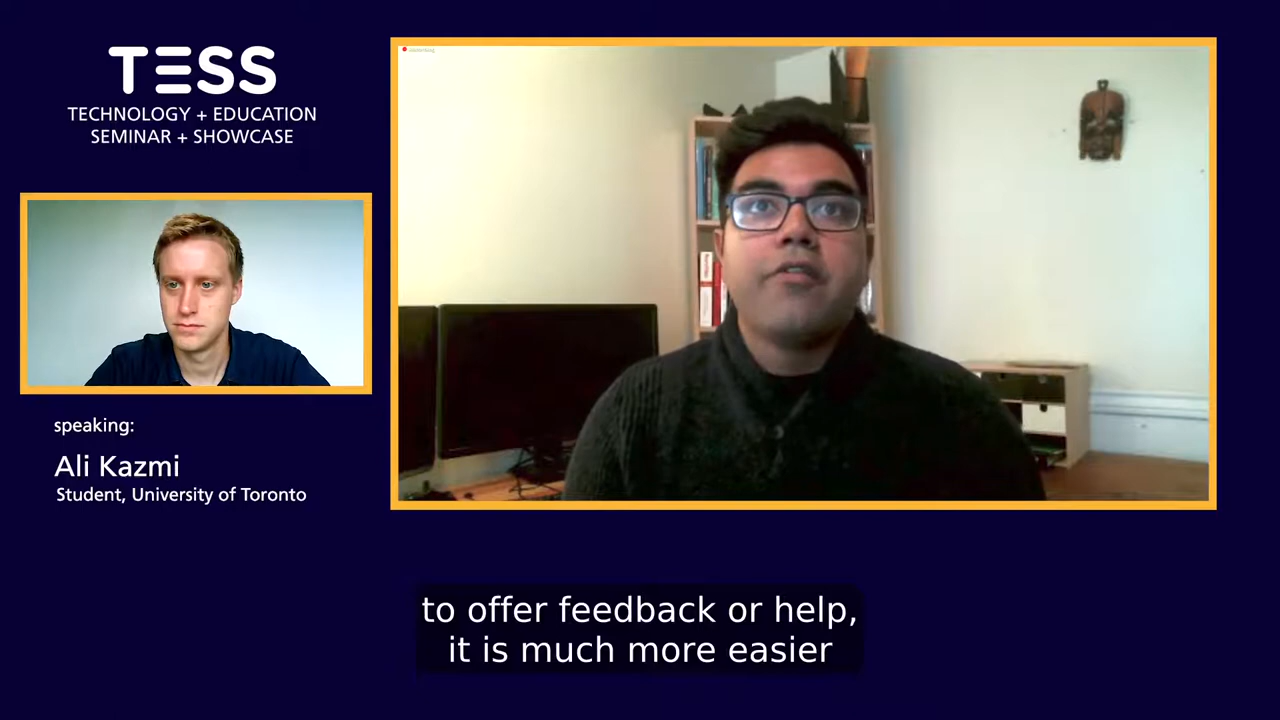 TESS
TECHNOLOGY + EDUCATION
SEMINAR + SHOWCASE
speaking:
Ali Kazmi
Student, University of Toronto
to offer feedback or help,
it is much more easier